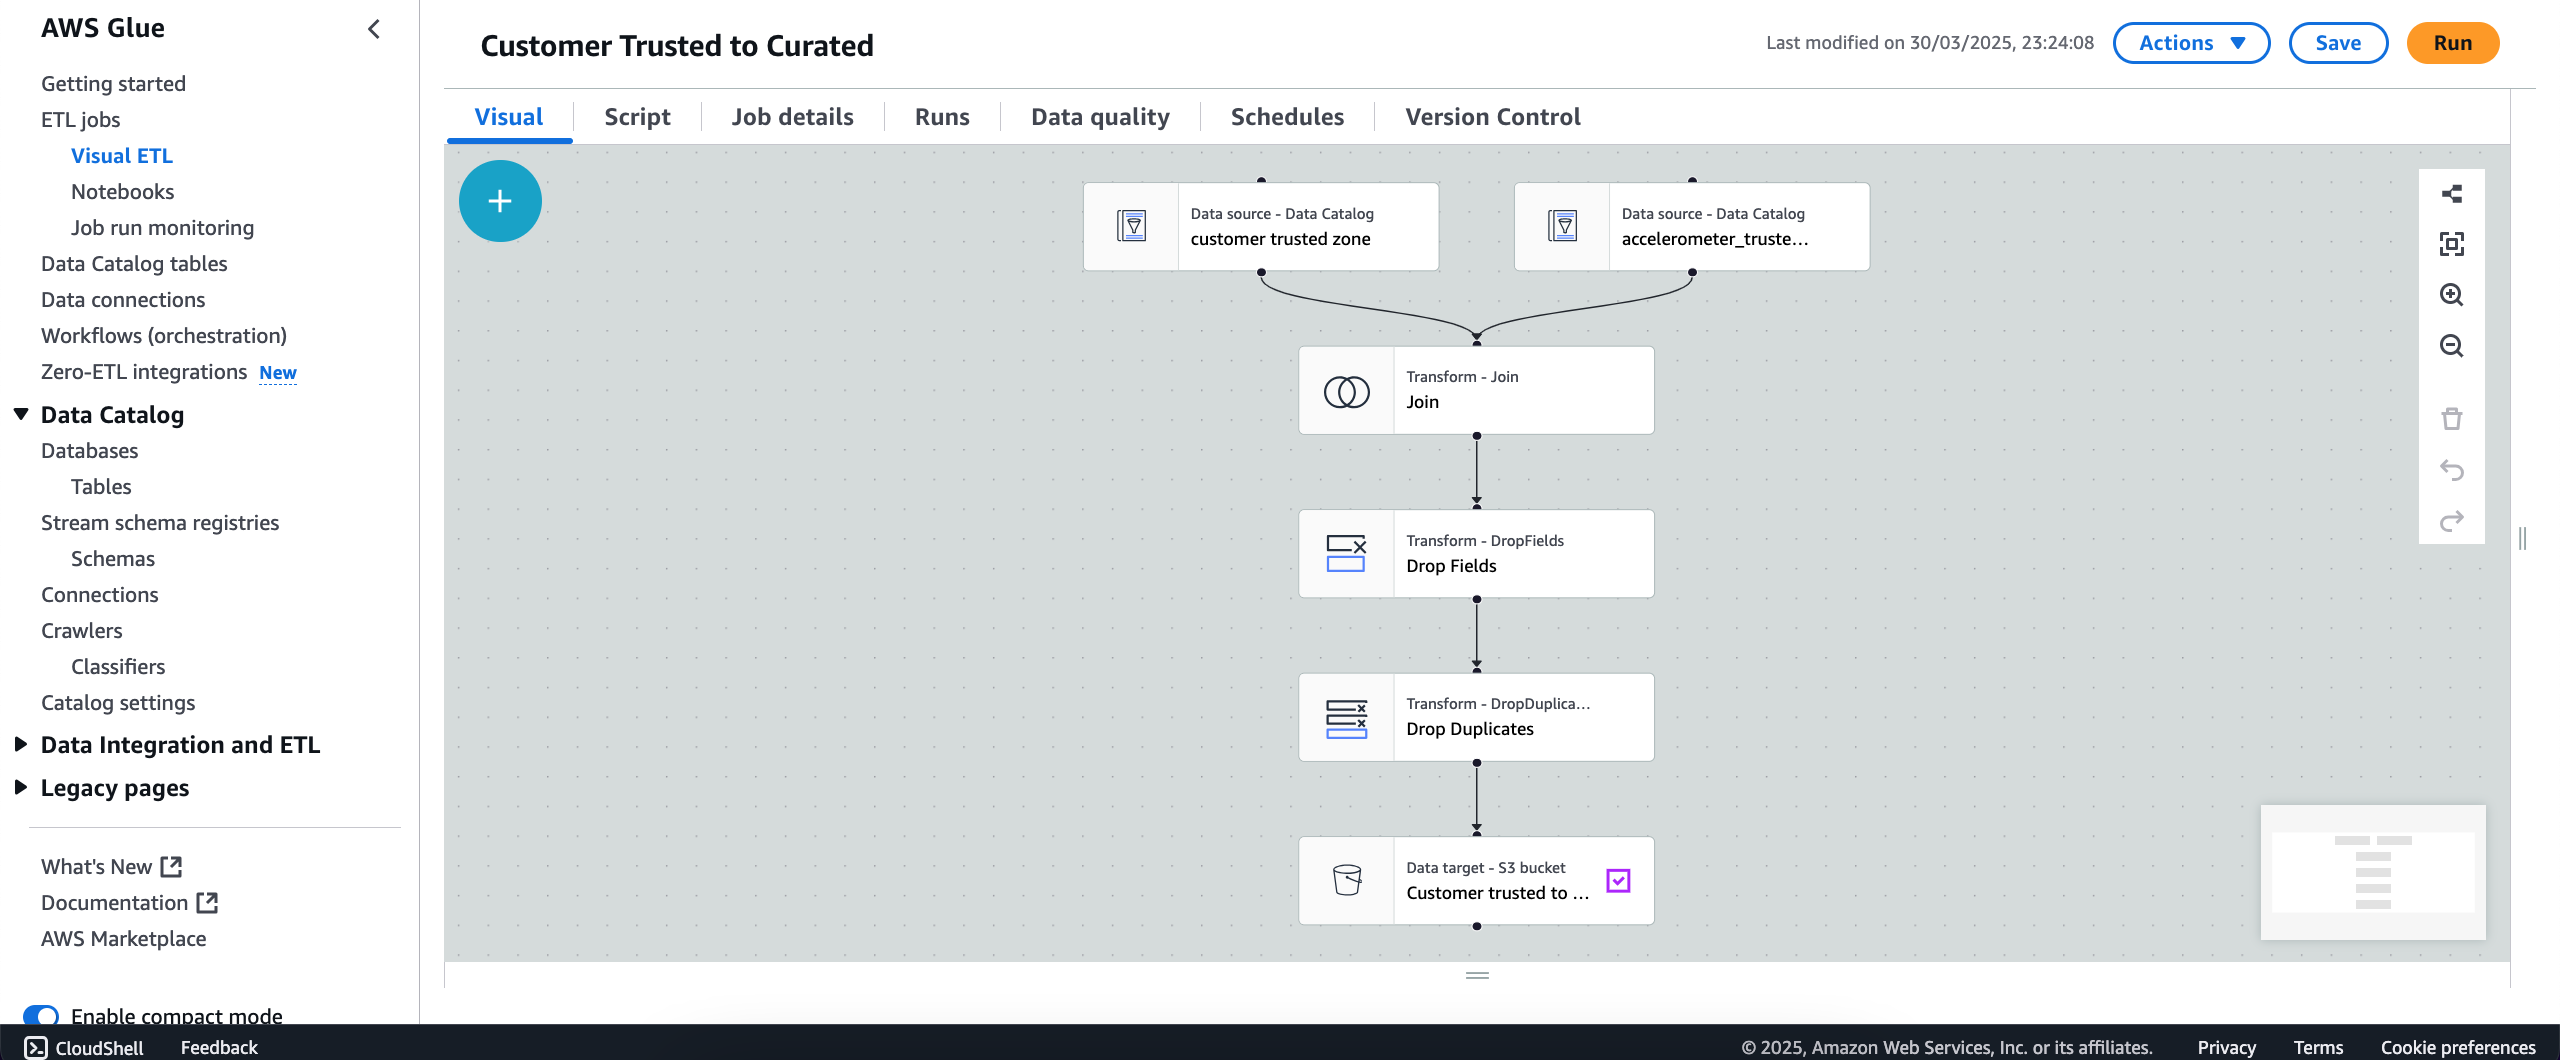 AWS Glue
Getting started
ETL jobs
Visual ETL
Notebooks
Job run monitoring
Data Catalog tables
Data connections
Workflows (orchestration)
Zero-ETL integrations New
Data Catalog
Databases
Tables
Stream schema registries
Schemas
Connections
Crawlers
Classifiers
Catalog settings
Data Integration and ETL
Legacy pages
What's New
Documentation
AWS Marketplace
Enable compact mode
Customer Trusted to Curated
Last modified on 30/03/2025, 23:24:08
Actions
Save
Run
Visual
Script
Job details
Runs
Data quality
Schedules
Version Control
Data source - Data Catalog
customer trusted zone
Data source - Data Catalog
accelerometer_truste...
Transform - Join
Join
Transform - DropFields
Drop Fields
Transform - DropDuplica...
Drop Duplicates
Data target - S3 bucket
Customer trusted to ...
CloudShell
Feedback
© 2025, Amazon Web Services, Inc. or its affiliates.
Privacy
Terms
Cookie preferences